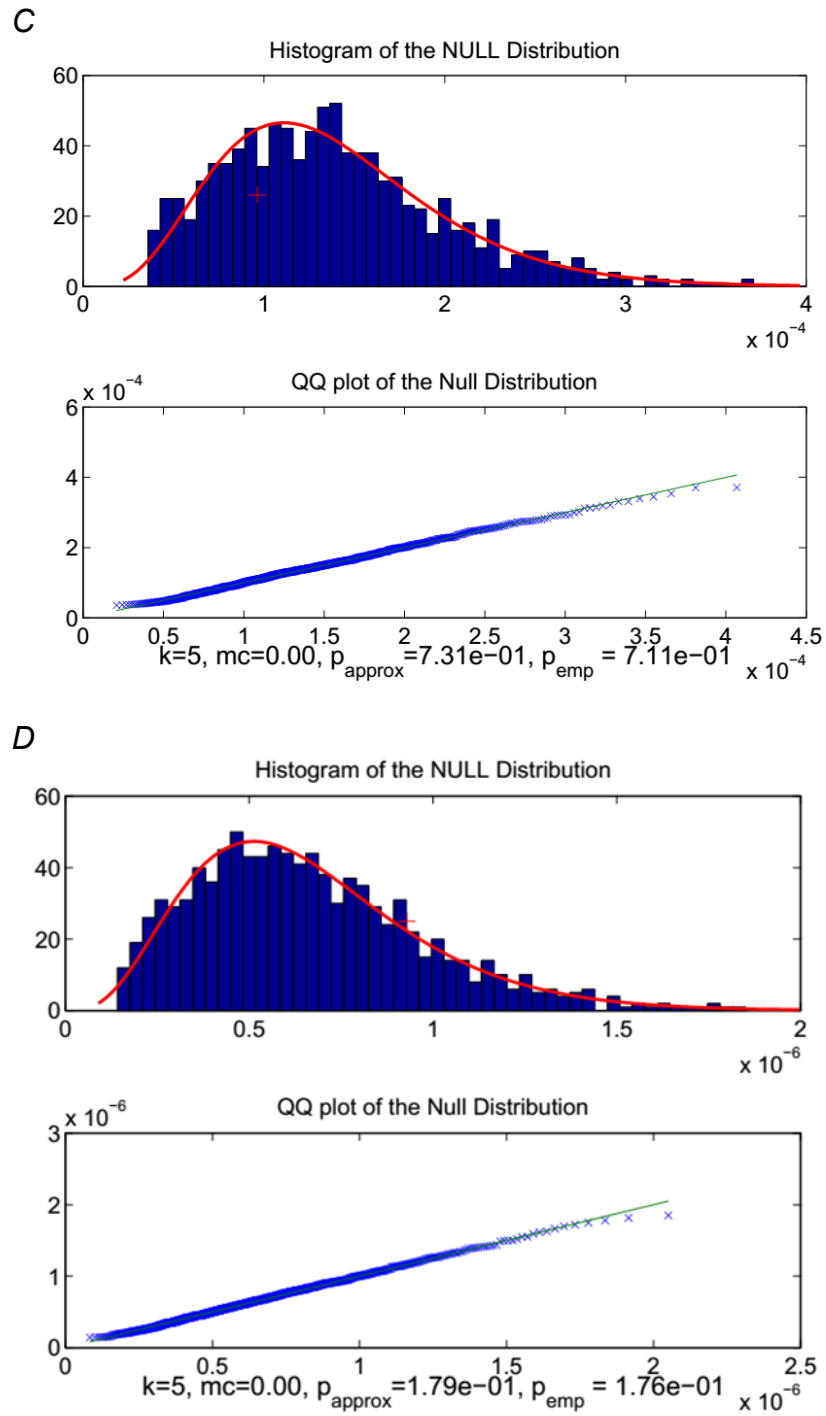 C
Histogram of the NULL Distribution
60
40
20
0
0 1 2 3 4
x 10⁻⁴
QQ plot of the Null Distribution
x 10⁻⁴
6
4
2
0
0 0.5 1 1.5 2 2.5 3 3.5 4 4.5
k=5, mc=0.00, p_approx=7.31e−01, p_emp = 7.11e−01 x 10⁻⁴
D
Histogram of the NULL Distribution
60
40
20
0
0 0.5 1 1.5 2
x 10⁻⁶
QQ plot of the Null Distribution
x 10⁻⁶
3
2
1
0
0 0.5 1 1.5 2 2.5
k=5, mc=0.00, p_approx=1.79e−01, p_emp = 1.76e−01 x 10⁻⁶